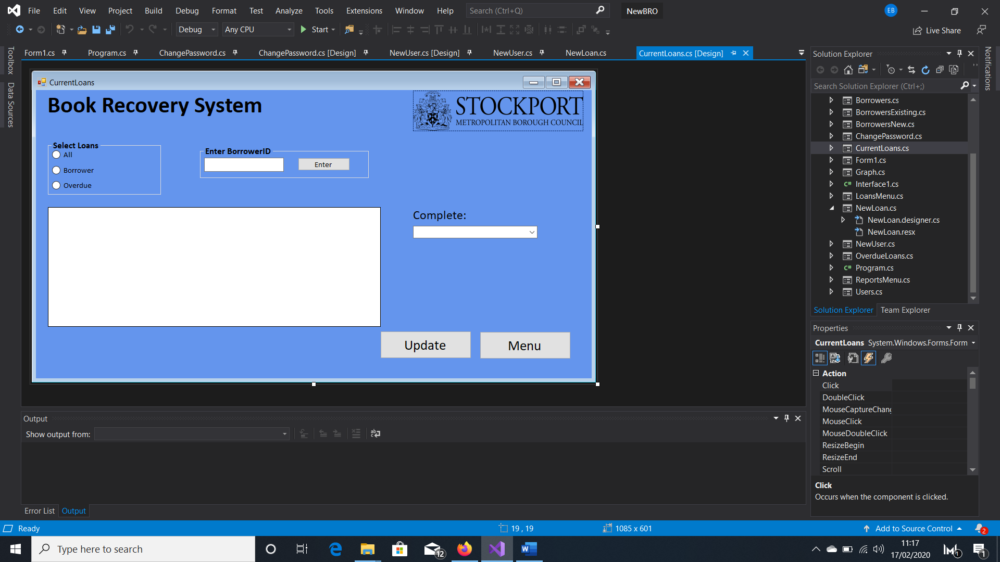 File Edit View Project Build Debug Format Test Analyze Tools Extensions Window Help Search (Ctrl+Q) NewBRO EB
Debug Any CPU Start Live Share
Toolbox
Data Sources
Form1.cs Program.cs ChangePassword.cs ChangePassword.cs [Design] NewUser.cs [Design] NewUser.cs NewLoan.cs CurrentLoans.cs [Design]
CurrentLoans
Book Recovery System
STOCKPORT
METROPOLITAN BOROUGH COUNCIL
Select Loans
All
Borrower
Overdue
Enter BorrowerID
Enter
Complete:
Update Menu
Output
Show output from:
Error List Output
Solution Explorer
Search Solution Explorer (Ctrl+;)
Borrowers.cs
BorrowersExisting.cs
BorrowersNew.cs
ChangePassword.cs
CurrentLoans.cs
Form1.cs
Graph.cs
C# Interface1.cs
LoansMenu.cs
NewLoan.cs
NewLoan.designer.cs
NewLoan.resx
NewUser.cs
OverdueLoans.cs
C# Program.cs
ReportsMenu.cs
Users.cs
Solution Explorer Team Explorer
Notifications
Properties
CurrentLoans System.Windows.Forms.Form
Action
Click
DoubleClick
MouseCaptureChang
MouseClick
MouseDoubleClick
ResizeBegin
ResizeEnd
Scroll
Click
Occurs when the component is clicked.
Ready 19 , 19 1085 x 601 Add to Source Control 2
Type here to search 12 11:17
17/02/2020 1 1